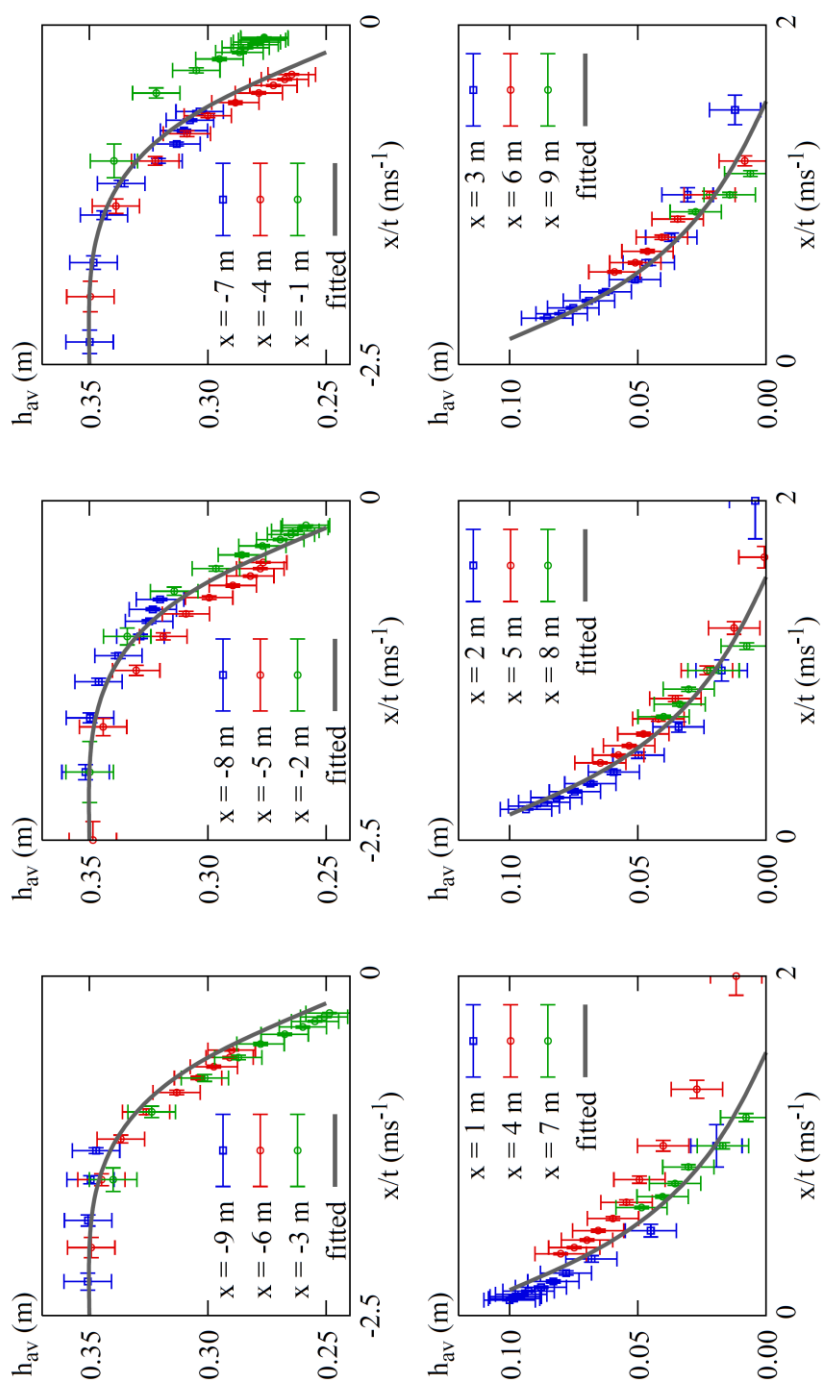 h_av (m)
0.35
0.30
0.25
x = -9 m
x = -6 m
x = -3 m
fitted
-2.5
0
x/t (ms⁻¹)
h_av (m)
0.35
0.30
0.25
x = -8 m
x = -5 m
x = -2 m
fitted
-2.5
0
x/t (ms⁻¹)
h_av (m)
0.35
0.30
0.25
x = -7 m
x = -4 m
x = -1 m
fitted
-2.5
0
x/t (ms⁻¹)
h_av (m)
0.10
0.05
0.00
x = 1 m
x = 4 m
x = 7 m
fitted
0
2
x/t (ms⁻¹)
h_av (m)
0.10
0.05
0.00
x = 2 m
x = 5 m
x = 8 m
fitted
0
2
x/t (ms⁻¹)
h_av (m)
0.10
0.05
0.00
x = 3 m
x = 6 m
x = 9 m
fitted
0
2
x/t (ms⁻¹)